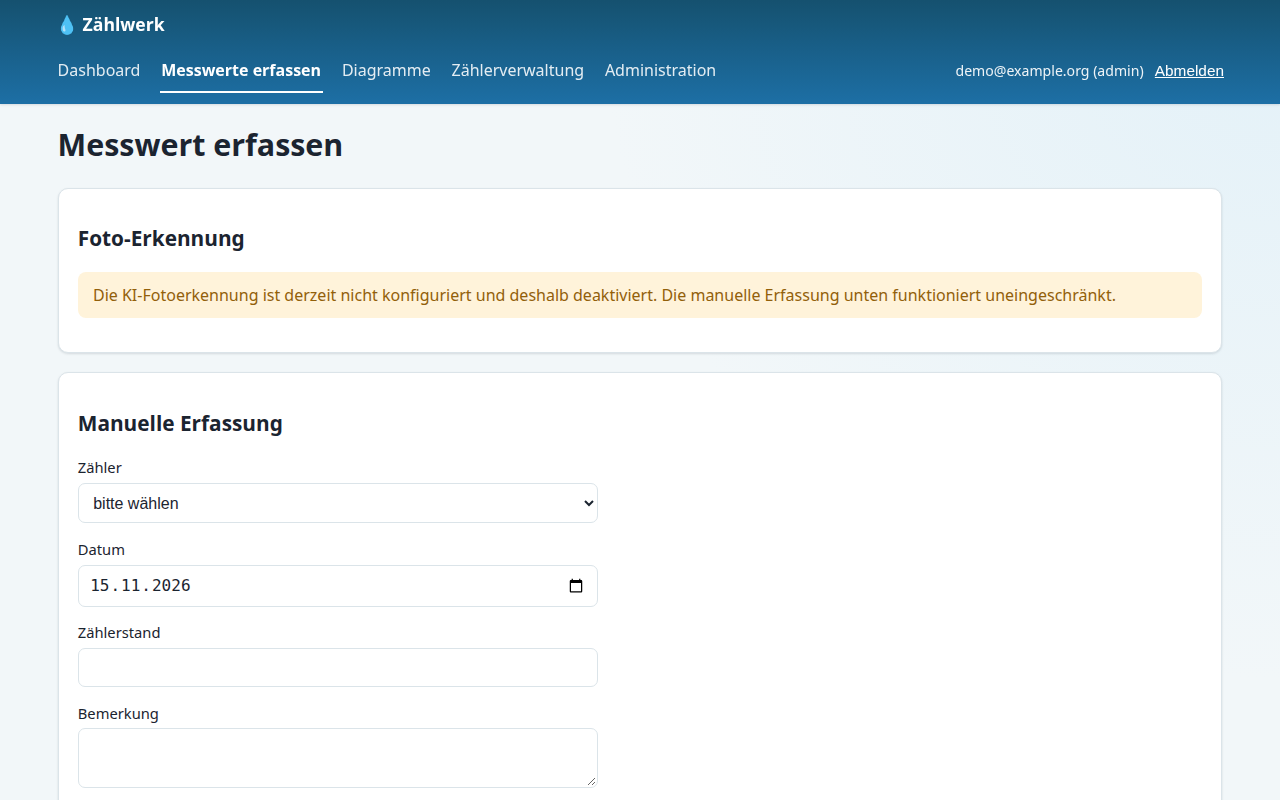 💧 Zählwerk
Dashboard Messwerte erfassen Diagramme Zählerverwaltung Administration demo@example.org (admin) Abmelden
Messwert erfassen
Foto-Erkennung
Die KI-Fotoerkennung ist derzeit nicht konfiguriert und deshalb deaktiviert. Die manuelle Erfassung unten funktioniert uneingeschränkt.
Manuelle Erfassung
Zähler
bitte wählen
Datum
15.11.2026
Zählerstand
Bemerkung